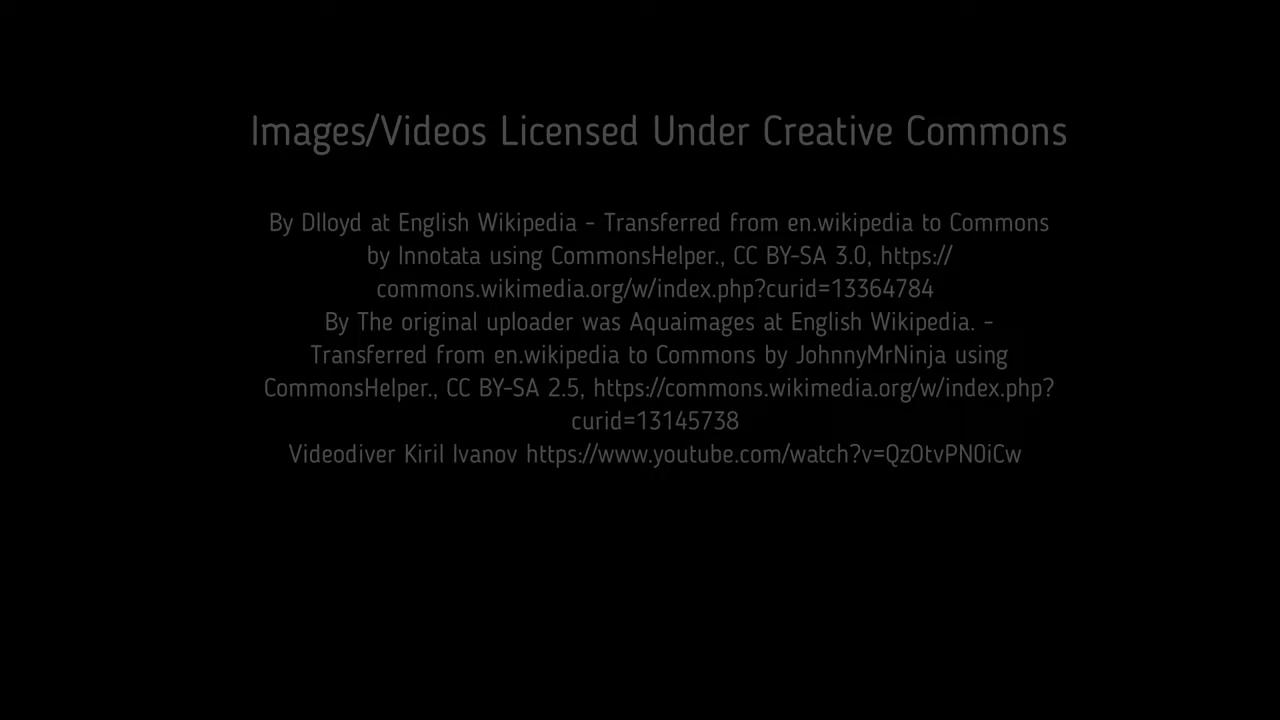 Images/Videos Licensed Under Creative Commons
By Dlloyd at English Wikipedia - Transferred from en.wikipedia to Commons
by Innotata using CommonsHelper., CC BY-SA 3.0, https://
commons.wikimedia.org/w/index.php?curid=13364784
By The original uploader was Aquaimages at English Wikipedia. -
Transferred from en.wikipedia to Commons by JohnnyMrNinja using
CommonsHelper., CC BY-SA 2.5, https://commons.wikimedia.org/w/index.php?
curid=13145738
Videodiver Kiril Ivanov https://www.youtube.com/watch?v=QzOtvPN0iCw